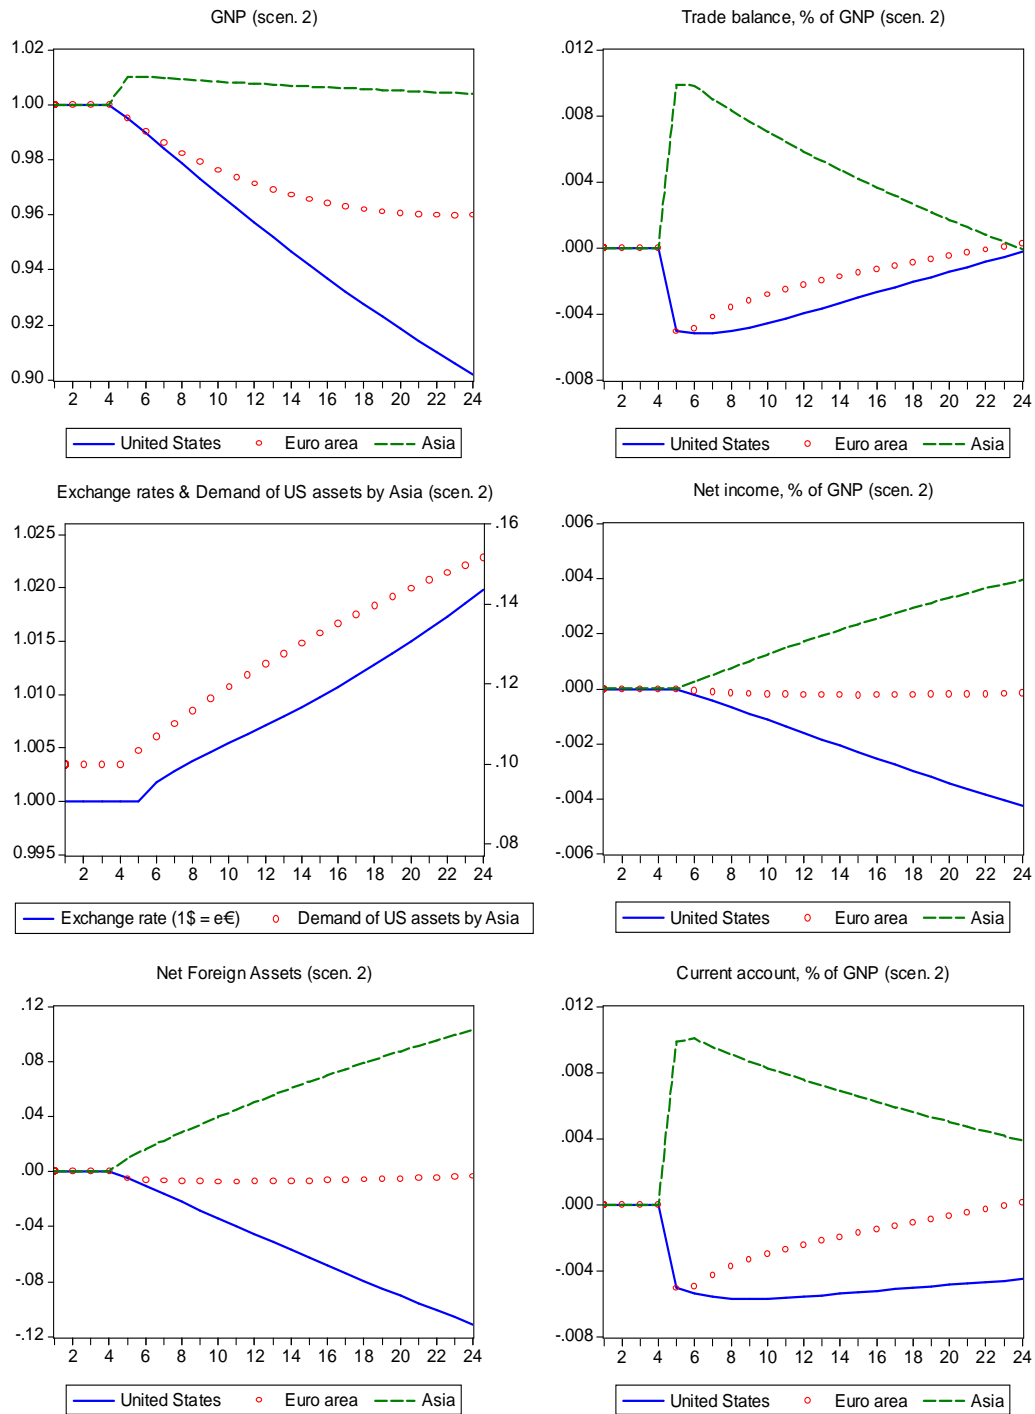 GNP (scen. 2)
1.02
1.00
0.98
0.96
0.94
0.92
0.90
2 4 6 8 10 12 14 16 18 20 22 24
United States Euro area Asia
Trade balance, % of GNP (scen. 2)
.012
.008
.004
.000
-.004
-.008
2 4 6 8 10 12 14 16 18 20 22 24
United States Euro area Asia
Exchange rates & Demand of US assets by Asia (scen. 2)
1.025
1.020
1.015
1.010
1.005
1.000
0.995
.16
.14
.12
.10
.08
2 4 6 8 10 12 14 16 18 20 22 24
Exchange rate (1$ = e€) Demand of US assets by Asia
Net income, % of GNP (scen. 2)
.006
.004
.002
.000
-.002
-.004
-.006
2 4 6 8 10 12 14 16 18 20 22 24
United States Euro area Asia
Net Foreign Assets (scen. 2)
.12
.08
.04
.00
-.04
-.08
-.12
2 4 6 8 10 12 14 16 18 20 22 24
United States Euro area Asia
Current account, % of GNP (scen. 2)
.012
.008
.004
.000
-.004
-.008
2 4 6 8 10 12 14 16 18 20 22 24
United States Euro area Asia